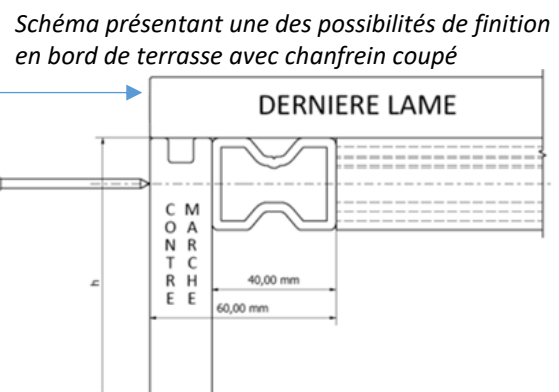 Schéma présentant une des possibilités de finition
en bord de terrasse avec chanfrein coupé
DERNIERE LAME
CONTRE
MARCHE
h
40,00 mm
60,00 mm